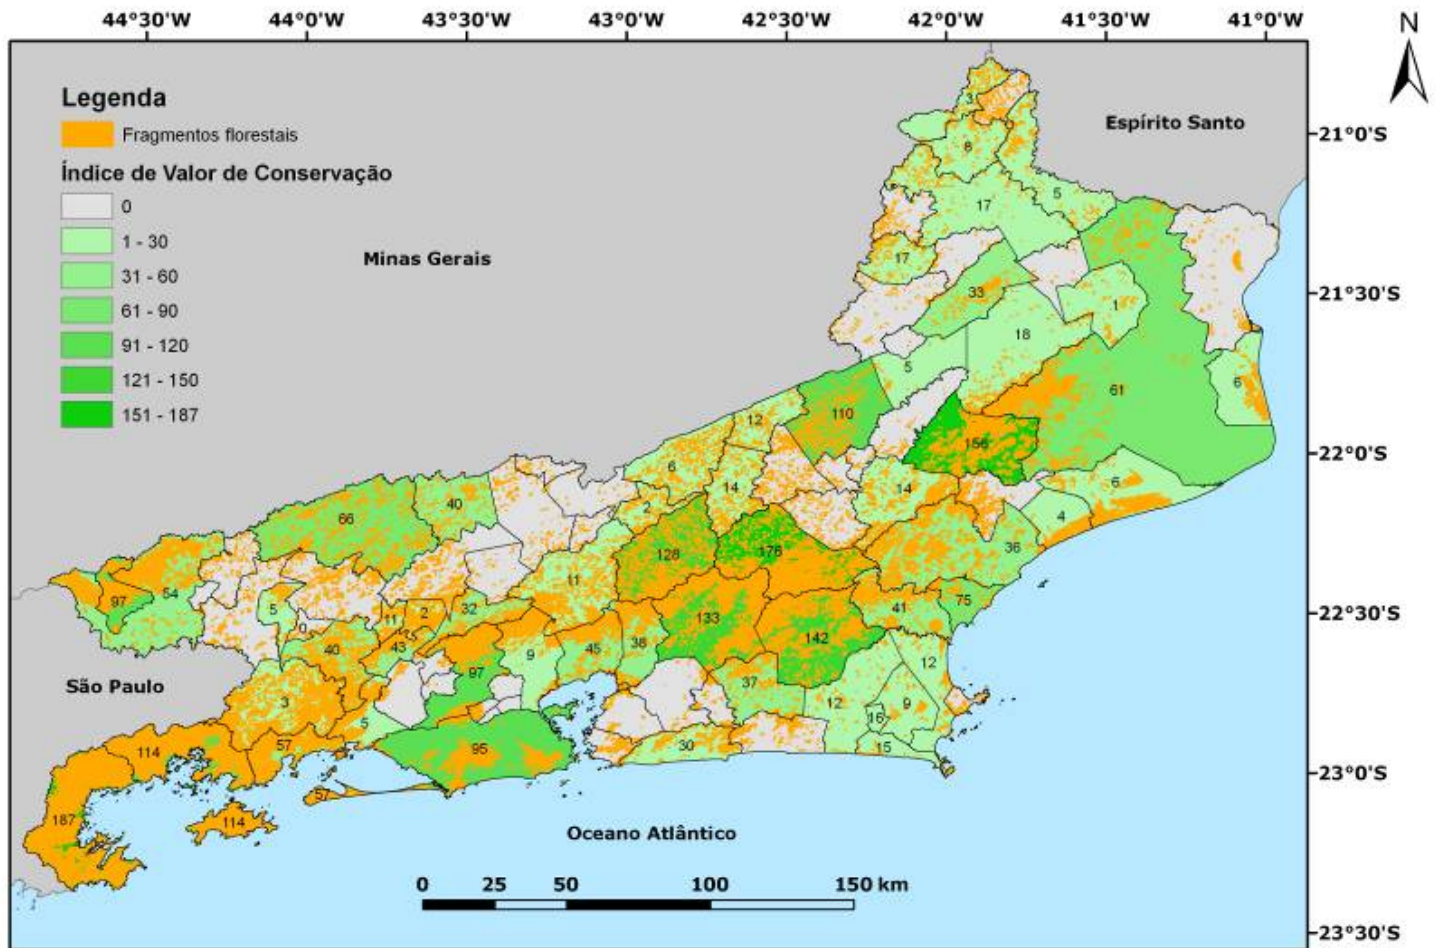 44°30'W 44°0'W 43°30'W 43°0'W 42°30'W 42°0'W 41°30'W 41°0'W
N
Legenda
Fragmentos florestais
Índice de Valor de Conservação
0
1 - 30
31 - 60
61 - 90
91 - 120
121 - 150
151 - 187
Minas Gerais
Espírito Santo
São Paulo
Oceano Atlântico
21°0'S
21°30'S
22°0'S
22°30'S
23°0'S
23°30'S
3
8
17
5
17
33
1
18
5
61
6
110
12
156
6
14
14
6
40
66
2
4
128
176
36
97
54
11
75
5
0
11
2
32
41
133
142
40
43
45
38
9
97
12
3
37
12
9
5
16
57
114
95
30
15
57
187
114
0 25 50 100 150 km